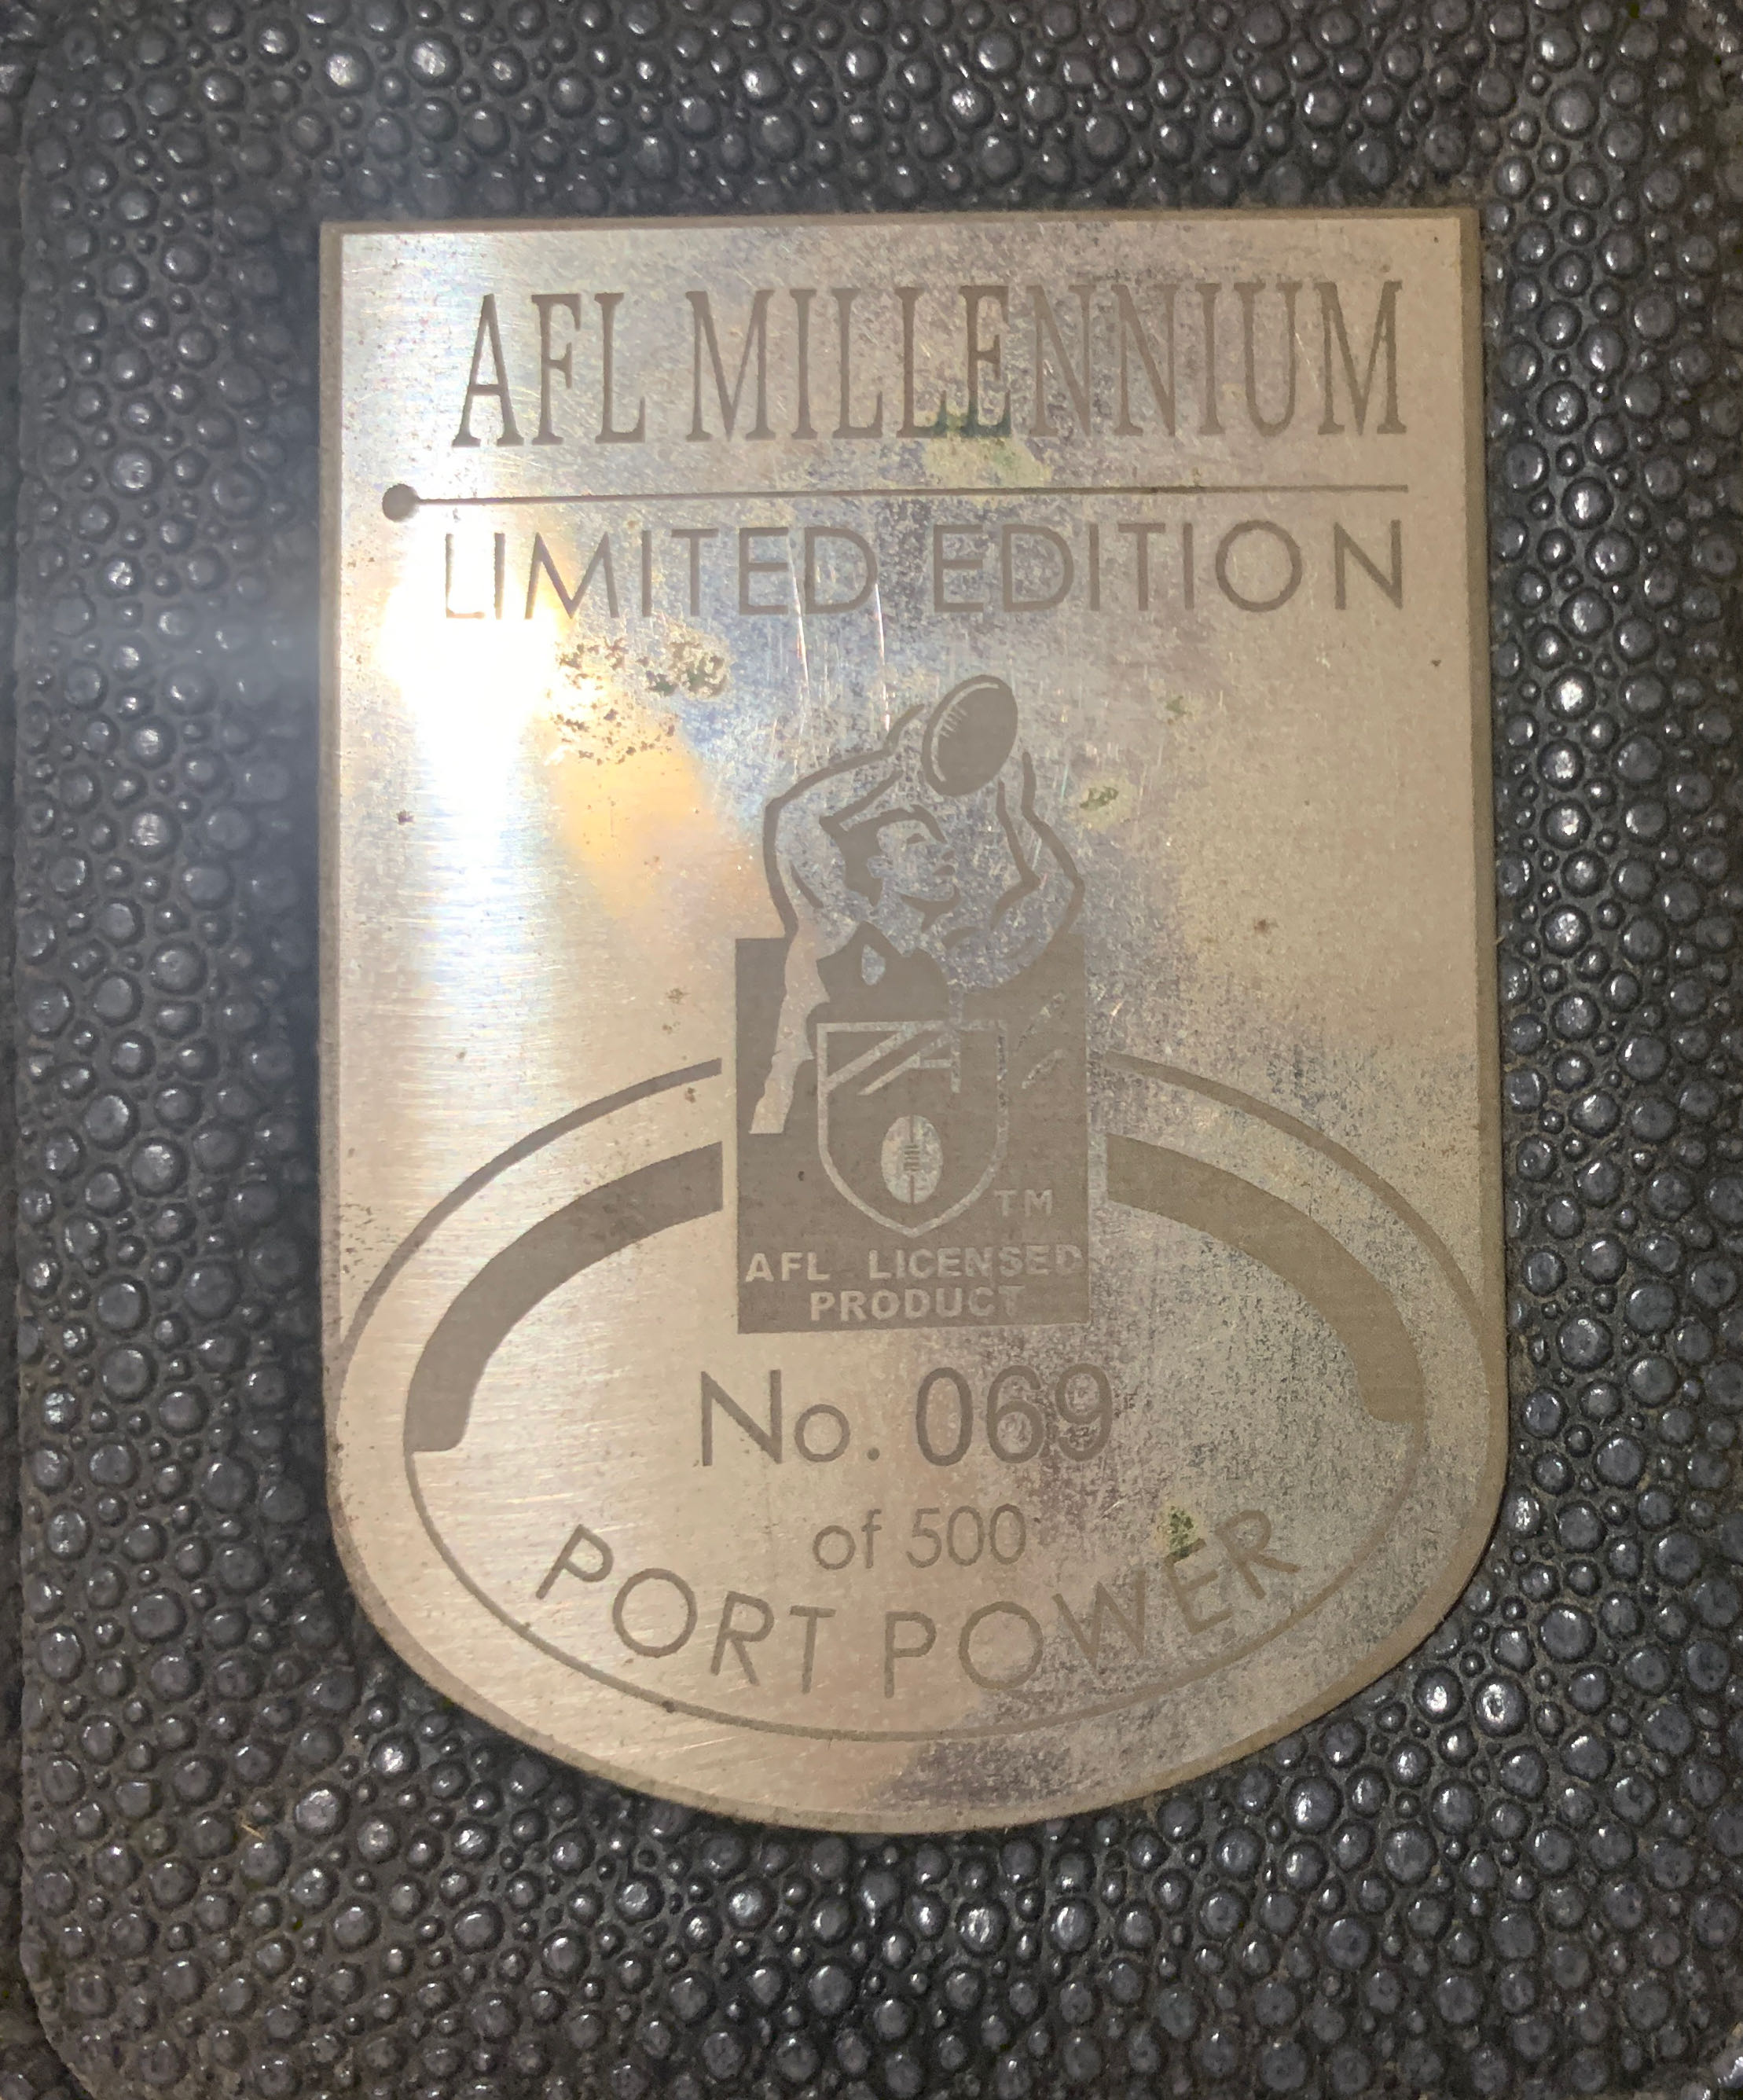 AFL MILLENNIUM
LIMITED EDITION
TM
AFL LICENSED
PRODUCT
No. 069
of 500
PORT POWER